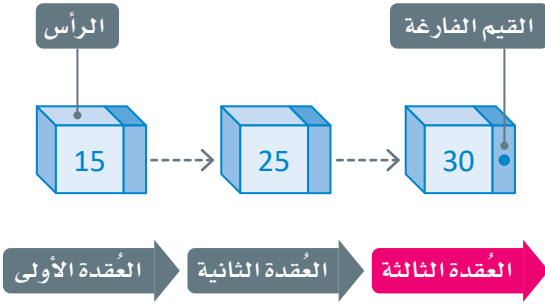 الرأس
القيم الفارغة
15
25
30
العُقدة الأولى
العُقدة الثانية
العُقدة الثالثة